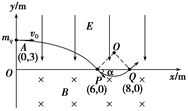 y/m
E
m q
A
v₀
(0,3)
O
O
P
α
Q
x/m
(6,0)
(8,0)
B